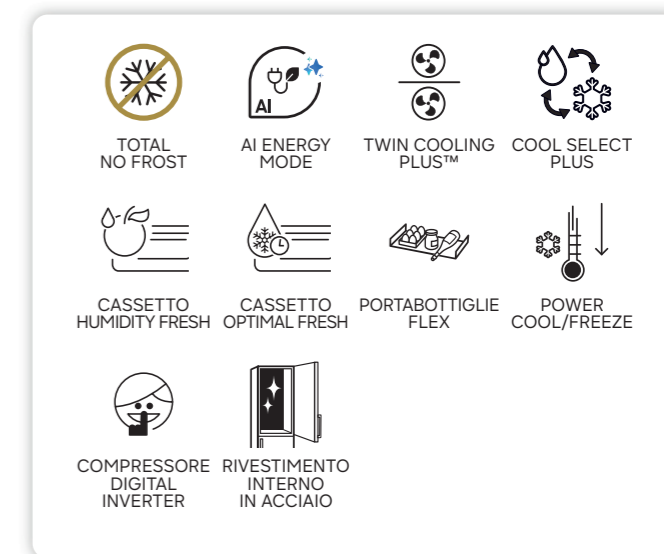 AI
TOTAL
NO FROST
AI ENERGY
MODE
TWIN COOLING
PLUS™
COOL SELECT
PLUS
CASSETTO
HUMIDITY FRESH
CASSETTO
OPTIMAL FRESH
PORTABOTTIGLIE
FLEX
POWER
COOL/FREEZE
COMPRESSORE
DIGITAL
INVERTER
RIVESTIMENTO
INTERNO
IN ACCIAIO